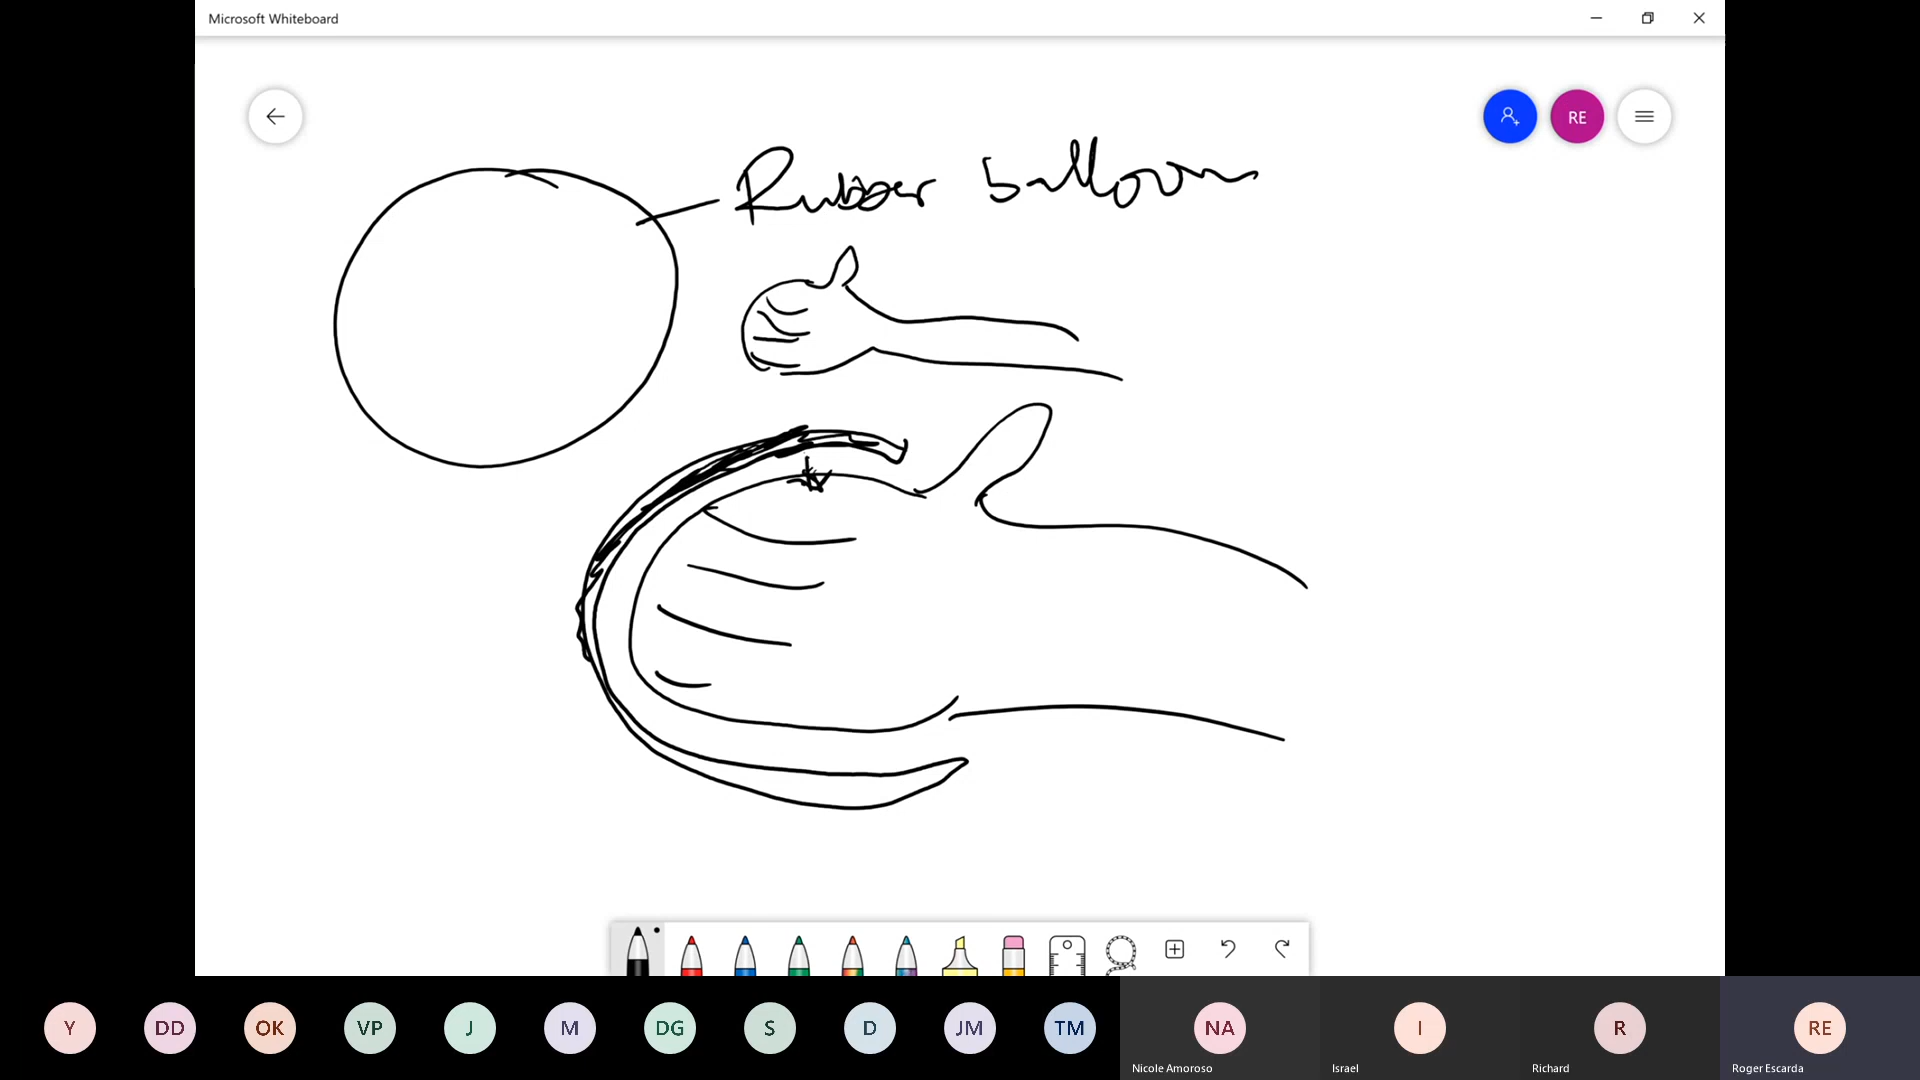 Microsoft Whiteboard
RE
Rubber balloon
Y DD OK VP J M DG S D JM TM NA I R RE
Nicole Amoroso Israel Richard Roger Escarda